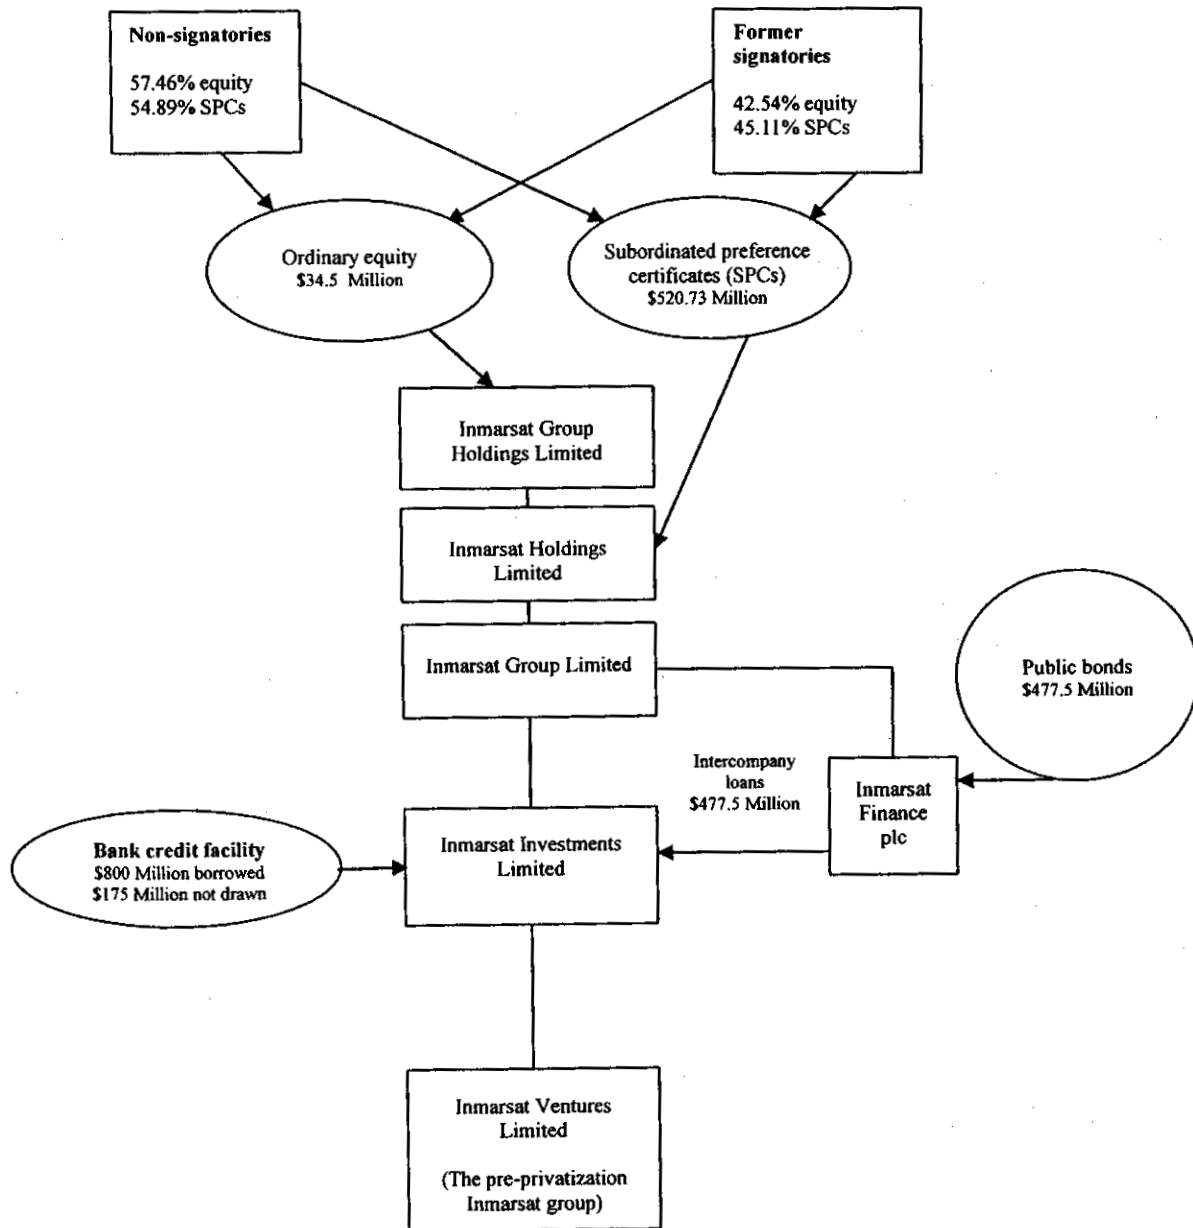 Non-signatories
57.46% equity
54.89% SPCs
Former
signatories
42.54% equity
45.11% SPCs
Ordinary equity
$34.5 Million
Subordinated preference
certificates (SPCs)
$520.73 Million
Inmarsat Group
Holdings Limited
Inmarsat Holdings
Limited
Inmarsat Group Limited
Public bonds
$477.5 Million
Intercompany
loans
$477.5 Million
Inmarsat
Finance
plc
Bank credit facility
$800 Million borrowed
$175 Million not drawn
Inmarsat Investments
Limited
Inmarsat Ventures
Limited
(The pre-privatization
Inmarsat group)